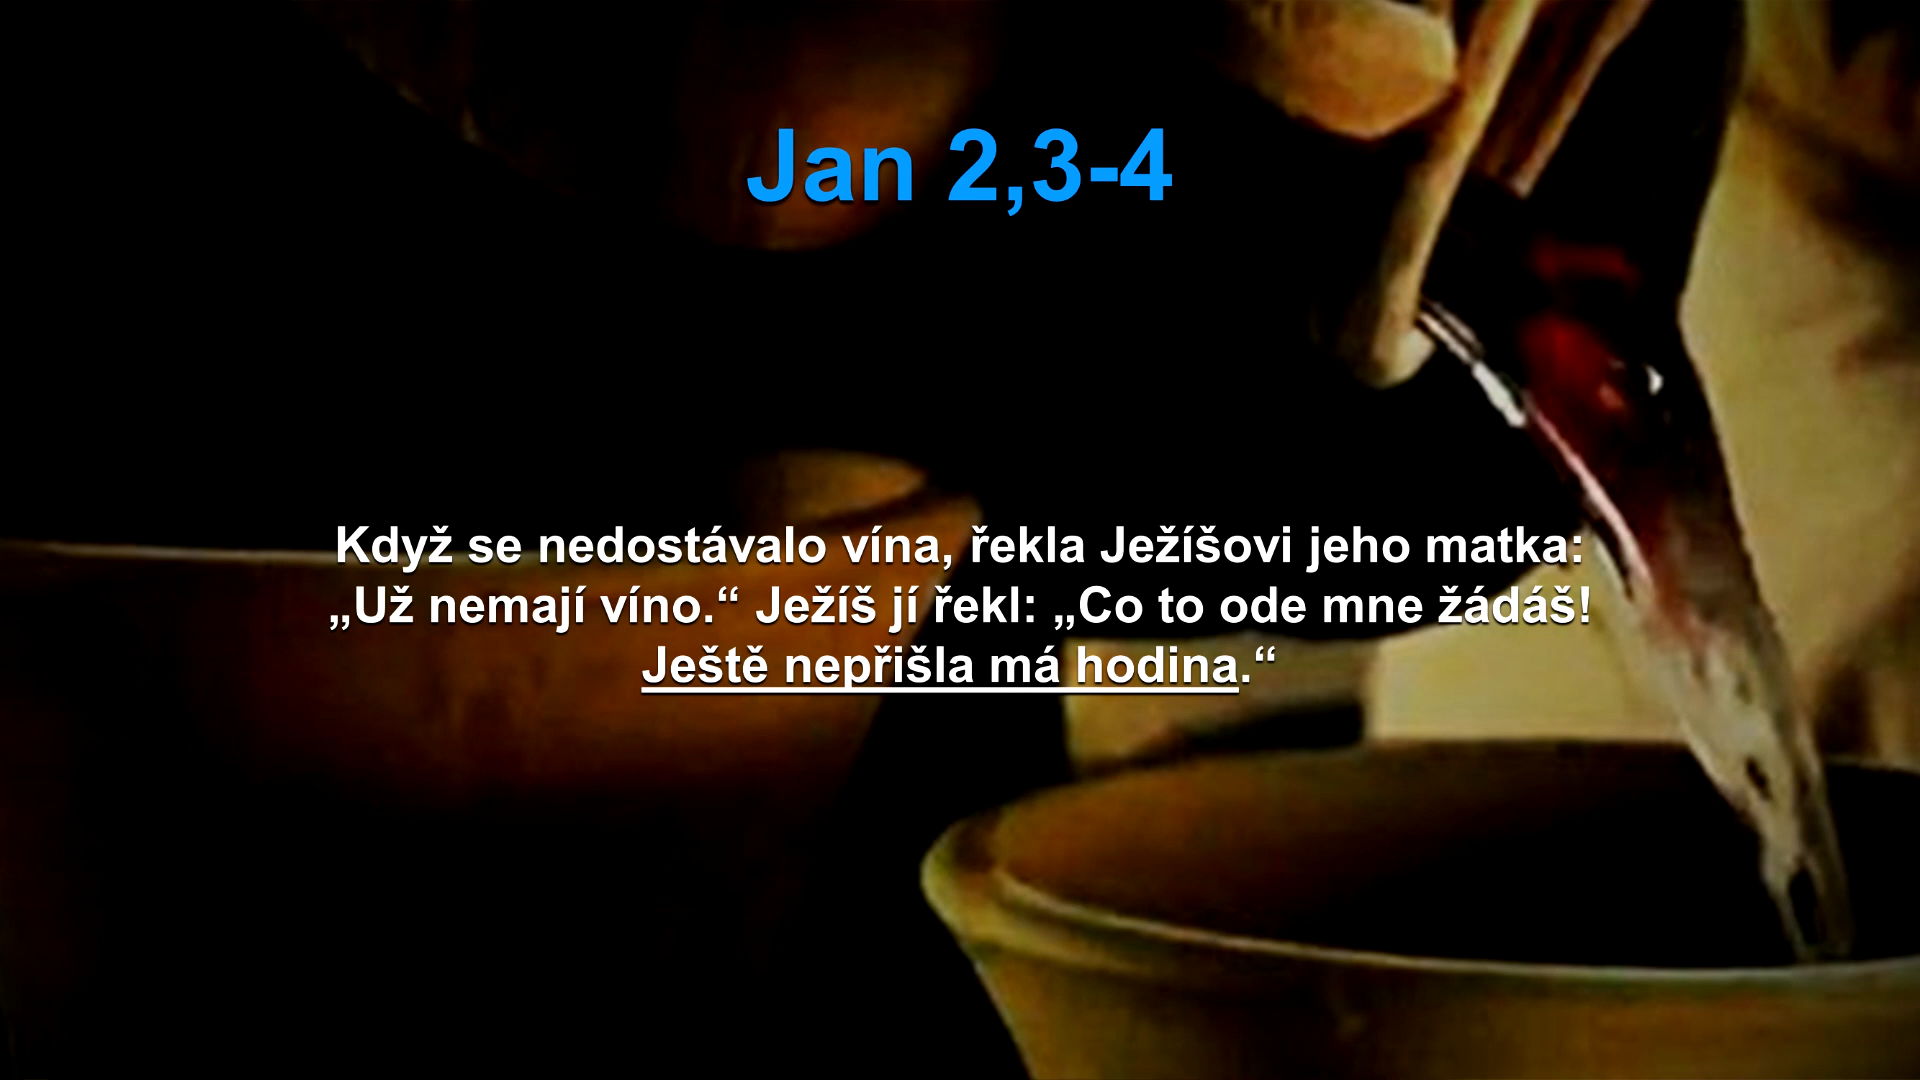 Jan 2,3-4
Když se nedostávalo vína, řekla Ježíšovi jeho matka:
„Už nemají víno.“ Ježíš jí řekl: „Co to ode mne žádáš!
Ještě nepřišla má hodina.“